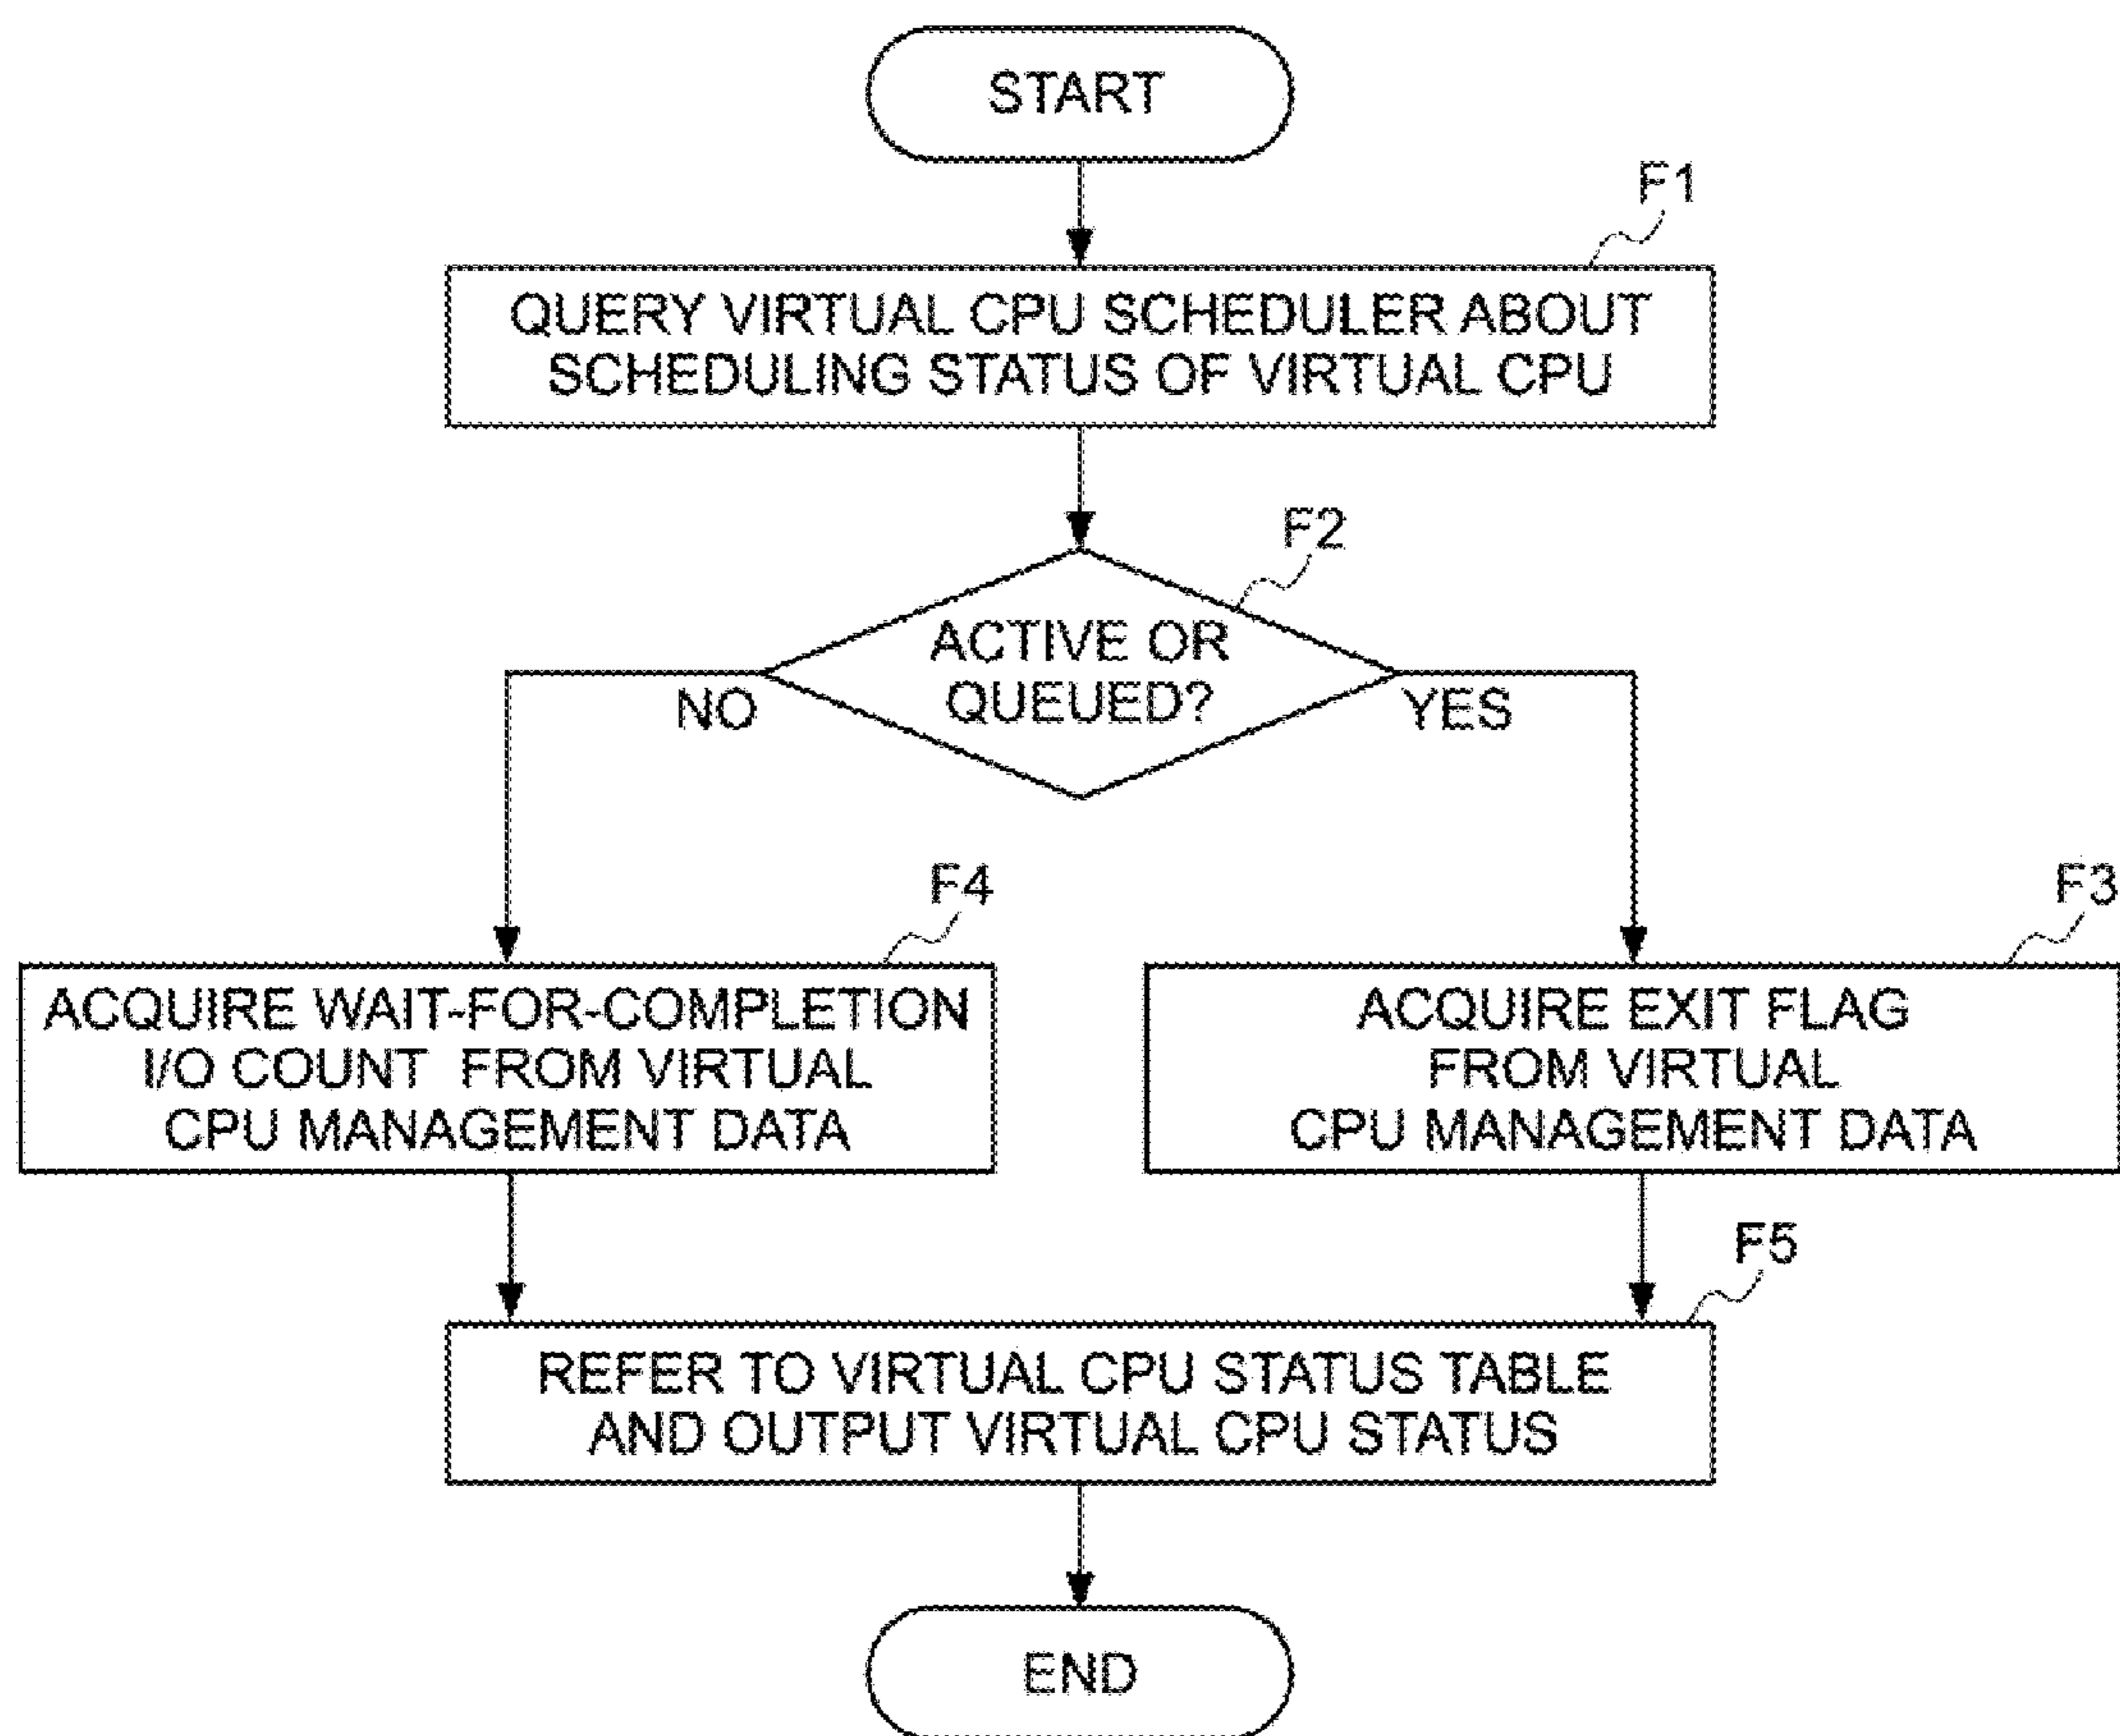 START
F1
QUERY VIRTUAL CPU SCHEDULER ABOUT
SCHEDULING STATUS OF VIRTUAL CPU
F2
ACTIVE OR
QUEUED?
NO
YES
F4
ACQUIRE WAIT-FOR-COMPLETION
I/O COUNT FROM VIRTUAL
CPU MANAGEMENT DATA
F3
ACQUIRE EXIT FLAG
FROM VIRTUAL
CPU MANAGEMENT DATA
F5
REFER TO VIRTUAL CPU STATUS TABLE
AND OUTPUT VIRTUAL CPU STATUS
END